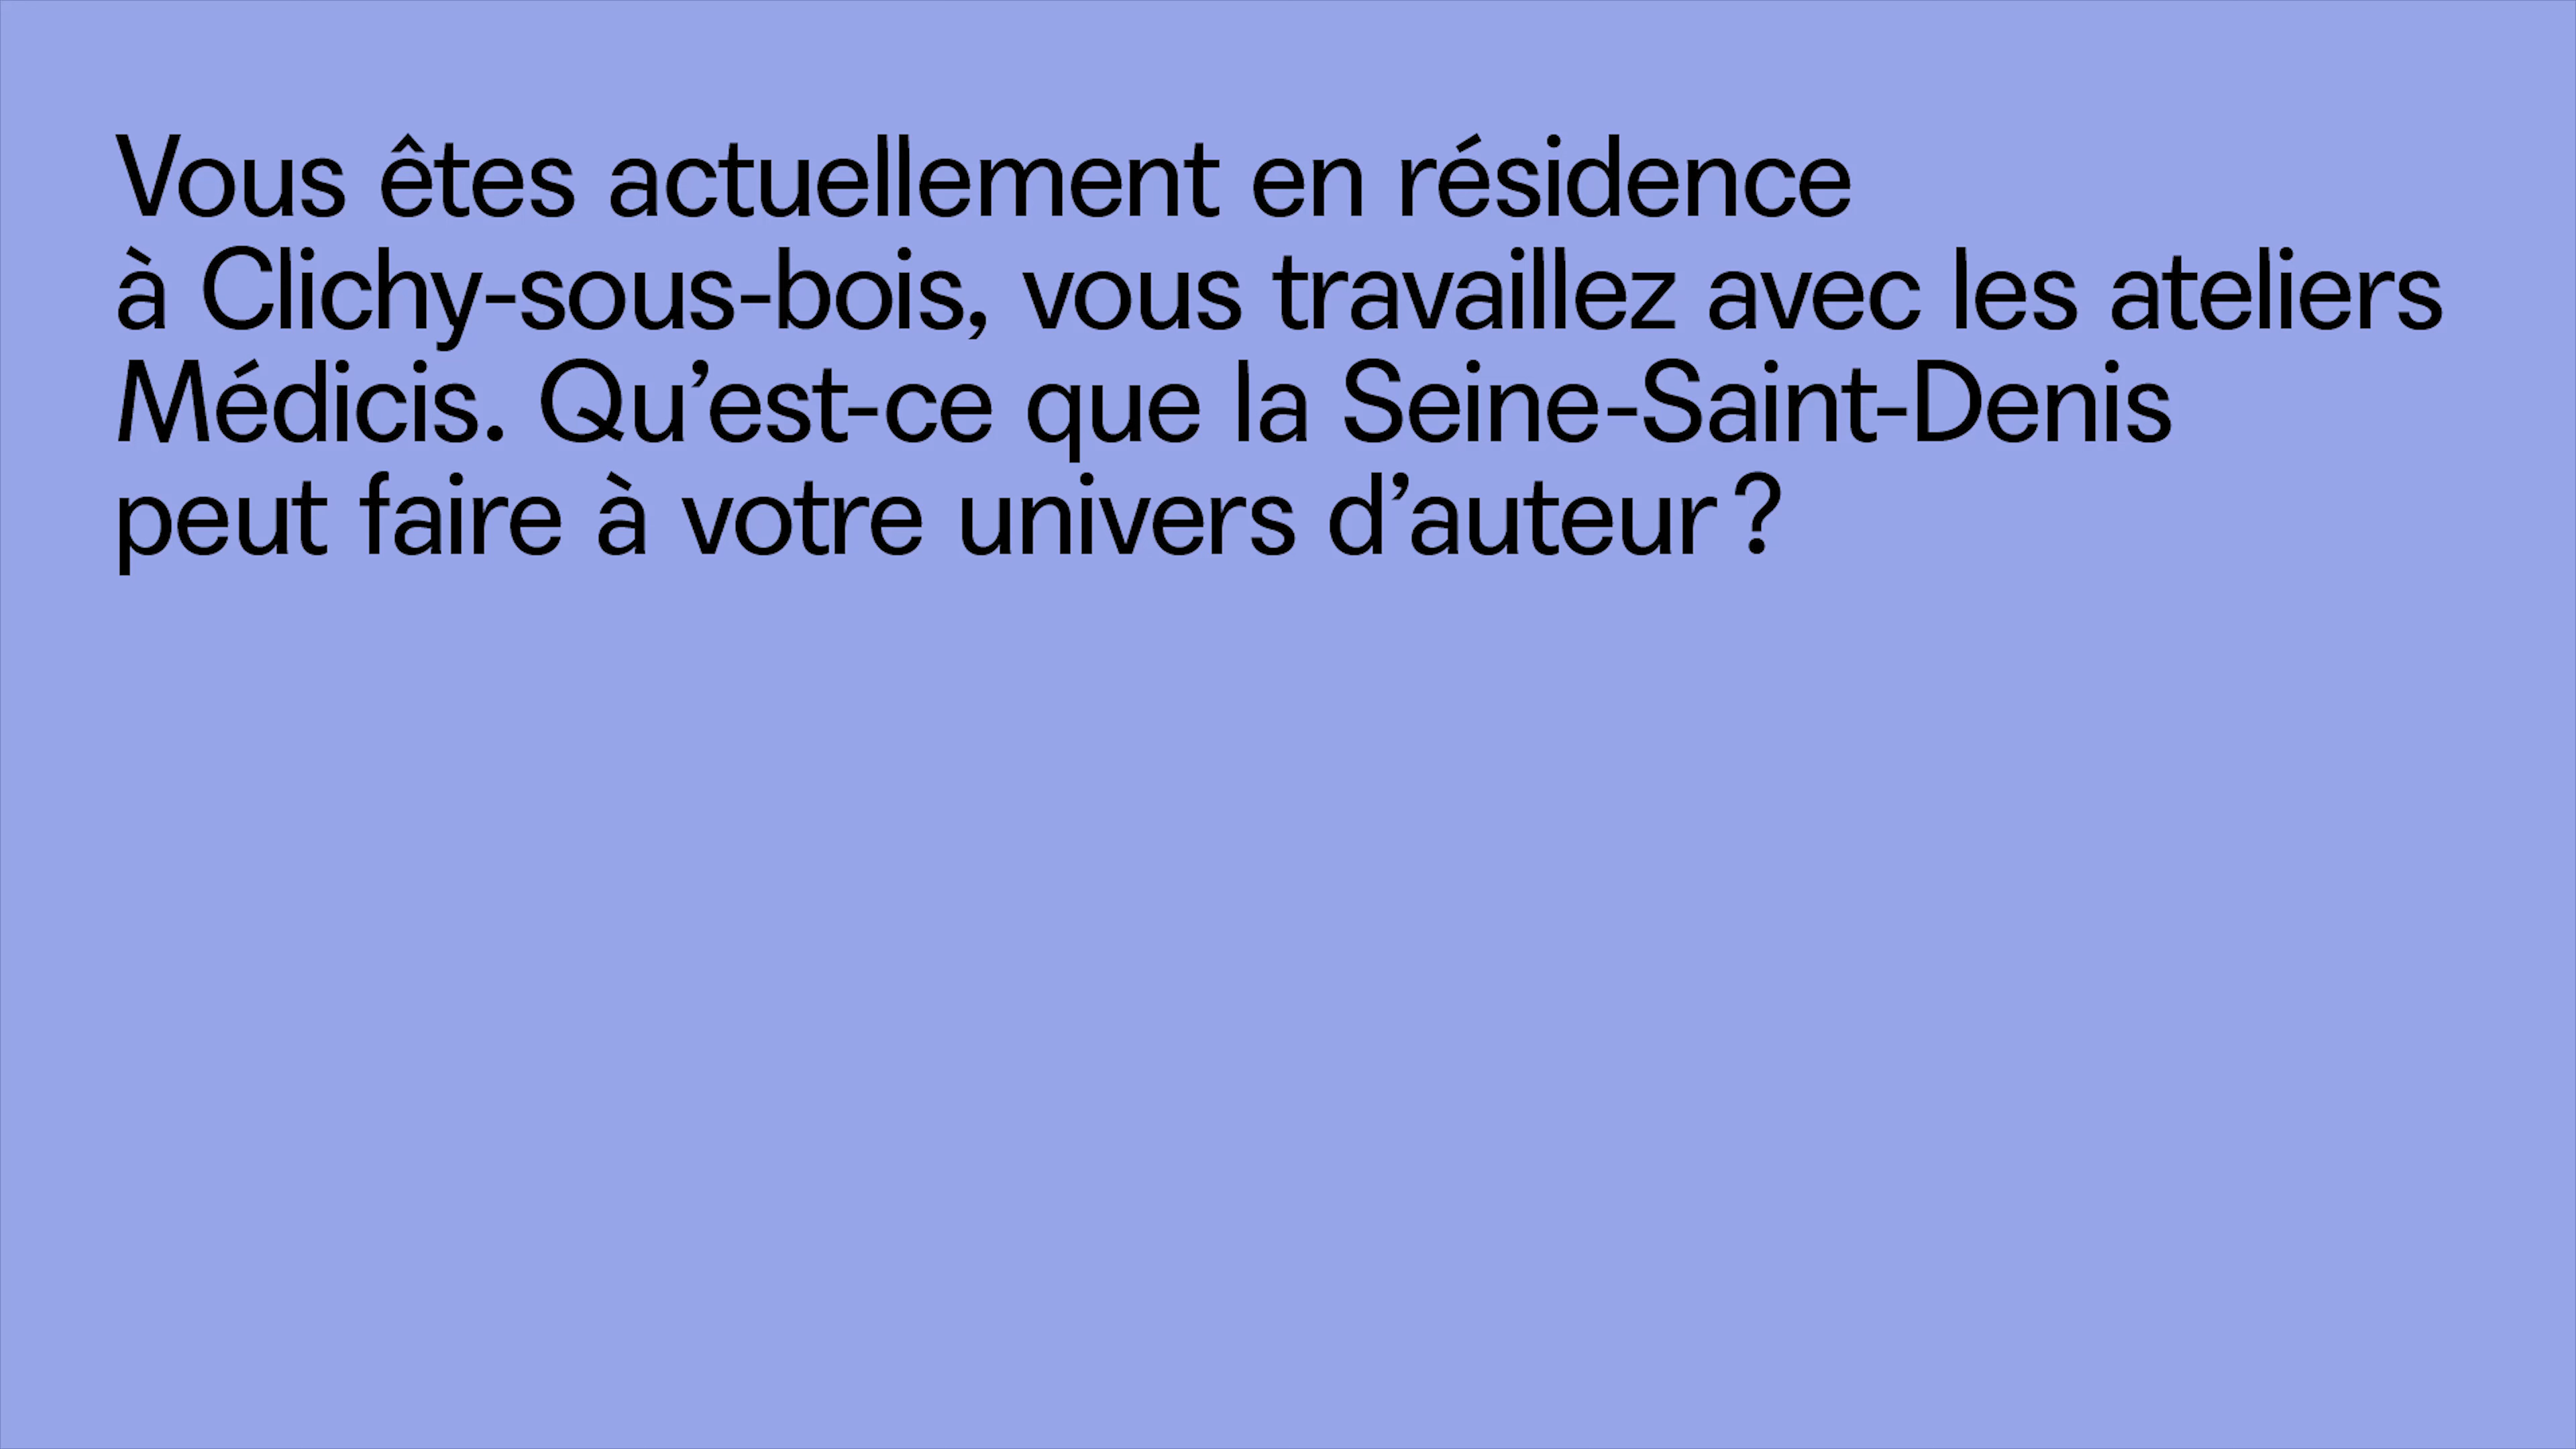 Vous êtes actuellement en résidence
à Clichy-sous-bois, vous travaillez avec les ateliers
Médicis. Qu’est-ce que la Seine-Saint-Denis
peut faire à votre univers d’auteur ?